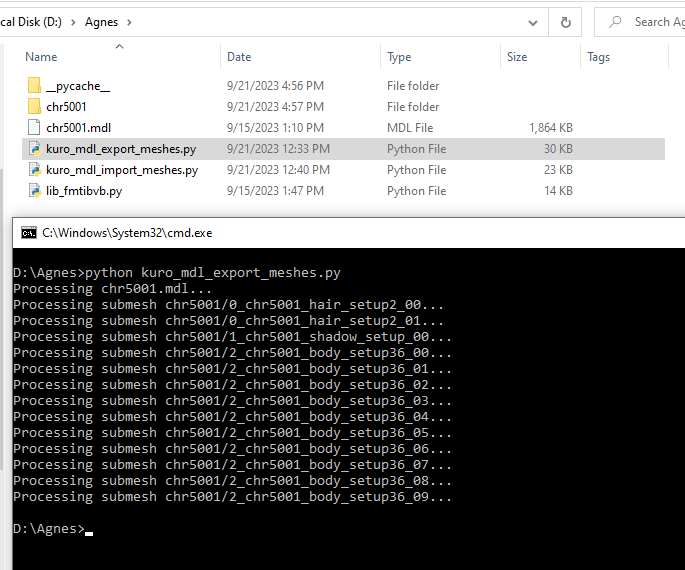 cal Disk (D:) > Agnes >
Search Ag
Name Date Type Size Tags
__pycache__ 9/21/2023 4:56 PM File folder
chr5001 9/21/2023 4:57 PM File folder
chr5001.mdl 9/15/2023 1:10 PM MDL File 1,864 KB
kuro_mdl_export_meshes.py 9/21/2023 12:33 PM Python File 30 KB
kuro_mdl_import_meshes.py 9/21/2023 12:40 PM Python File 23 KB
lib_fmtibvb.py 9/15/2023 1:47 PM Python File 14 KB
C:\Windows\System32\cmd.exe
D:\Agnes>python kuro_mdl_export_meshes.py
Processing chr5001.mdl...
Processing submesh chr5001/0_chr5001_hair_setup2_00...
Processing submesh chr5001/0_chr5001_hair_setup2_01...
Processing submesh chr5001/1_chr5001_shadow_setup_00...
Processing submesh chr5001/2_chr5001_body_setup36_00...
Processing submesh chr5001/2_chr5001_body_setup36_01...
Processing submesh chr5001/2_chr5001_body_setup36_02...
Processing submesh chr5001/2_chr5001_body_setup36_03...
Processing submesh chr5001/2_chr5001_body_setup36_04...
Processing submesh chr5001/2_chr5001_body_setup36_05...
Processing submesh chr5001/2_chr5001_body_setup36_06...
Processing submesh chr5001/2_chr5001_body_setup36_07...
Processing submesh chr5001/2_chr5001_body_setup36_08...
Processing submesh chr5001/2_chr5001_body_setup36_09...
D:\Agnes>